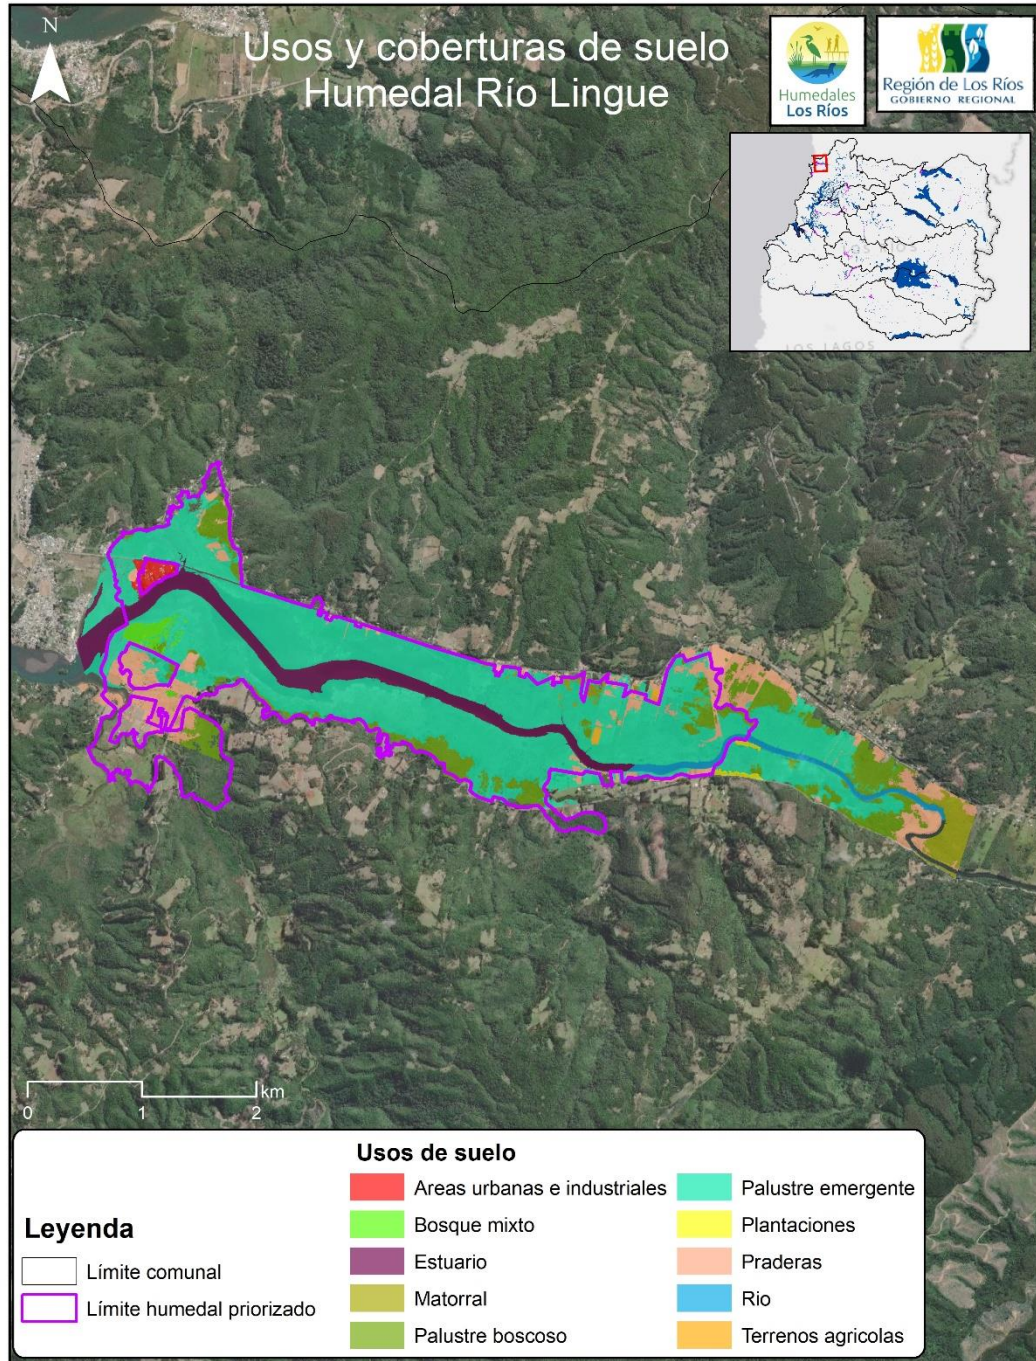 N
Usos y coberturas de suelo
Humedal Río Lingue
Humedales
Los Ríos
Región de Los Ríos
GOBIERNO REGIONAL
LOS LAGOS
km
0 1 2
Usos de suelo
Leyenda
Límite comunal
Límite humedal priorizado
Areas urbanas e industriales
Bosque mixto
Estuario
Matorral
Palustre boscoso
Palustre emergente
Plantaciones
Praderas
Rio
Terrenos agricolas